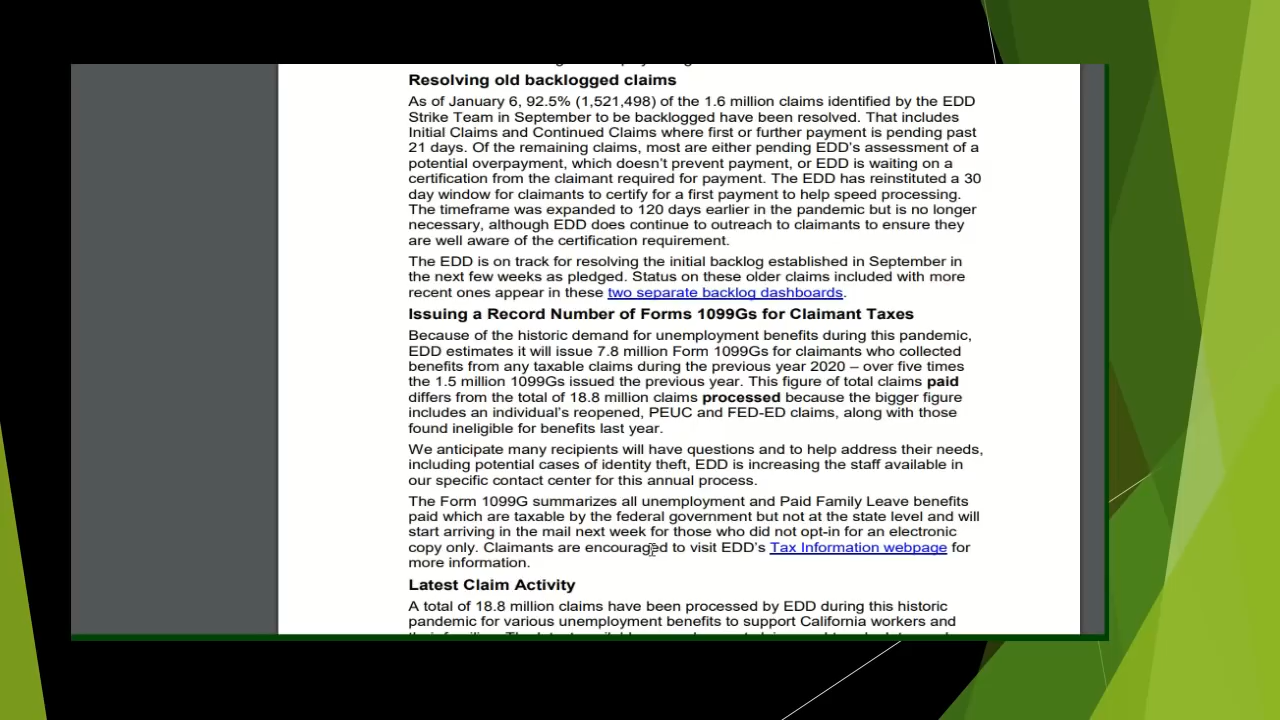 Resolving old backlogged claims
As of January 6, 92.5% (1,521,498) of the 1.6 million claims identified by the EDD
Strike Team in September to be backlogged have been resolved. That includes
Initial Claims and Continued Claims where first or further payment is pending past
21 days. Of the remaining claims, most are either pending EDD's assessment of a
potential overpayment, which doesn't prevent payment, or EDD is waiting on a
certification from the claimant required for payment. The EDD has reinstituted a 30
day window for claimants to certify for a first payment to help speed processing.
The timeframe was expanded to 120 days earlier in the pandemic but is no longer
necessary, although EDD does continue to outreach to claimants to ensure they
are well aware of the certification requirement.
The EDD is on track for resolving the initial backlog established in September in
the next few weeks as pledged. Status on these older claims included with more
recent ones appear in these two separate backlog dashboards.
Issuing a Record Number of Forms 1099Gs for Claimant Taxes
Because of the historic demand for unemployment benefits during this pandemic,
EDD estimates it will issue 7.8 million Form 1099Gs for claimants who collected
benefits from any taxable claims during the previous year 2020 – over five times
the 1.5 million 1099Gs issued the previous year. This figure of total claims paid
differs from the total of 18.8 million claims processed because the bigger figure
includes an individual's reopened, PEUC and FED-ED claims, along with those
found ineligible for benefits last year.
We anticipate many recipients will have questions and to help address their needs,
including potential cases of identity theft, EDD is increasing the staff available in
our specific contact center for this annual process.
The Form 1099G summarizes all unemployment and Paid Family Leave benefits
paid which are taxable by the federal government but not at the state level and will
start arriving in the mail next week for those who did not opt-in for an electronic
copy only. Claimants are encouraged to visit EDD's Tax Information webpage for
more information.
Latest Claim Activity
A total of 18.8 million claims have been processed by EDD during this historic
pandemic for various unemployment benefits to support California workers and